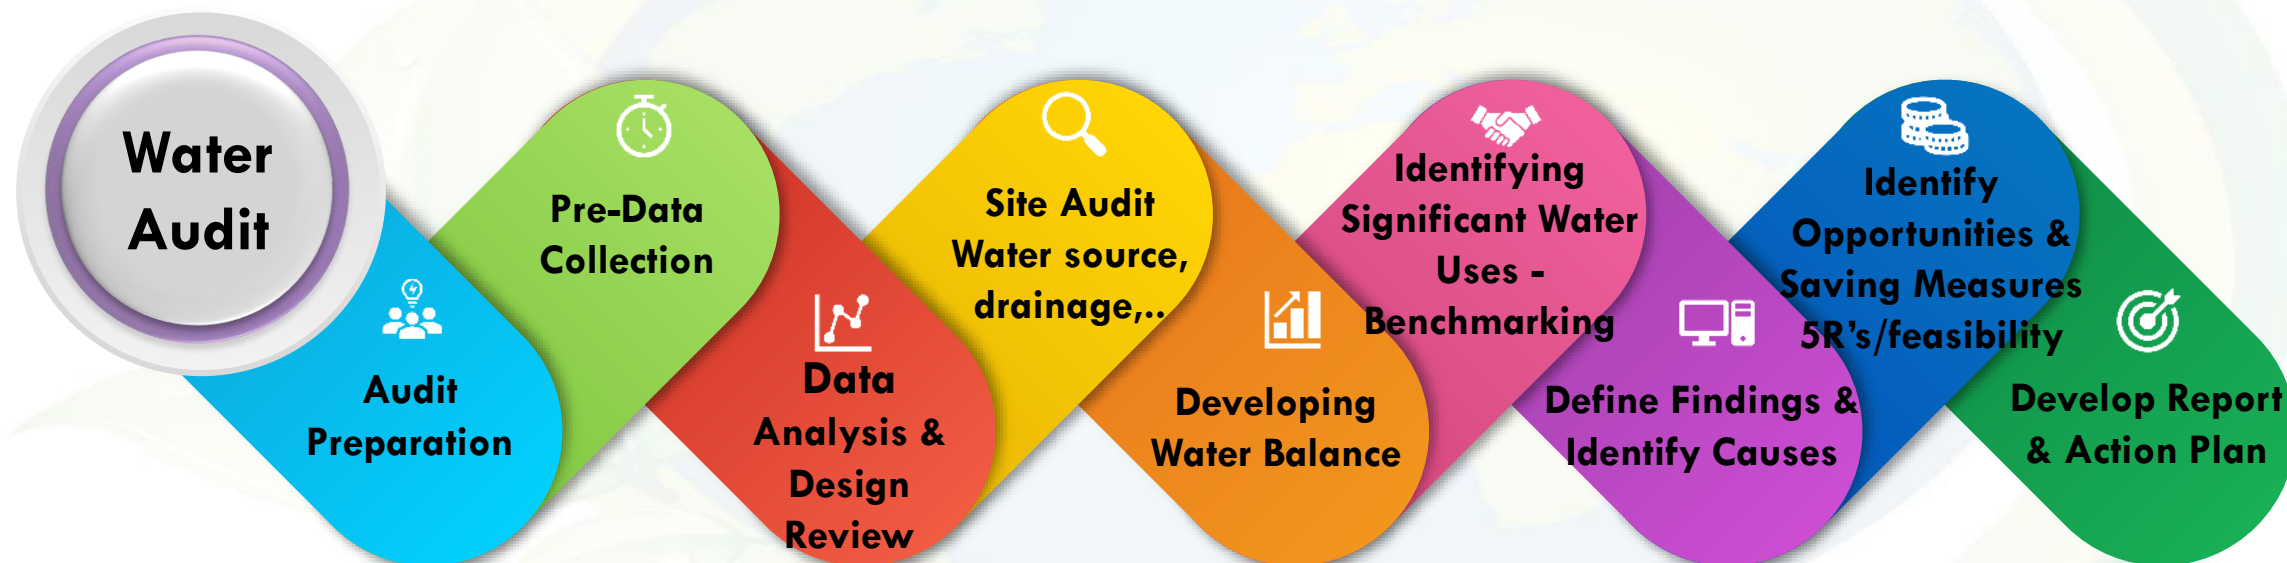 Water
Audit
Audit
Preparation
Pre-Data
Collection
Data
Analysis &
Design
Review
Site Audit
Water source,
drainage,..
Developing
Water Balance
Identifying
Significant Water
Uses -
Benchmarking
Define Findings &
Identify Causes
Identify
Opportunities &
Saving Measures
5R's/feasibility
Develop Report
& Action Plan